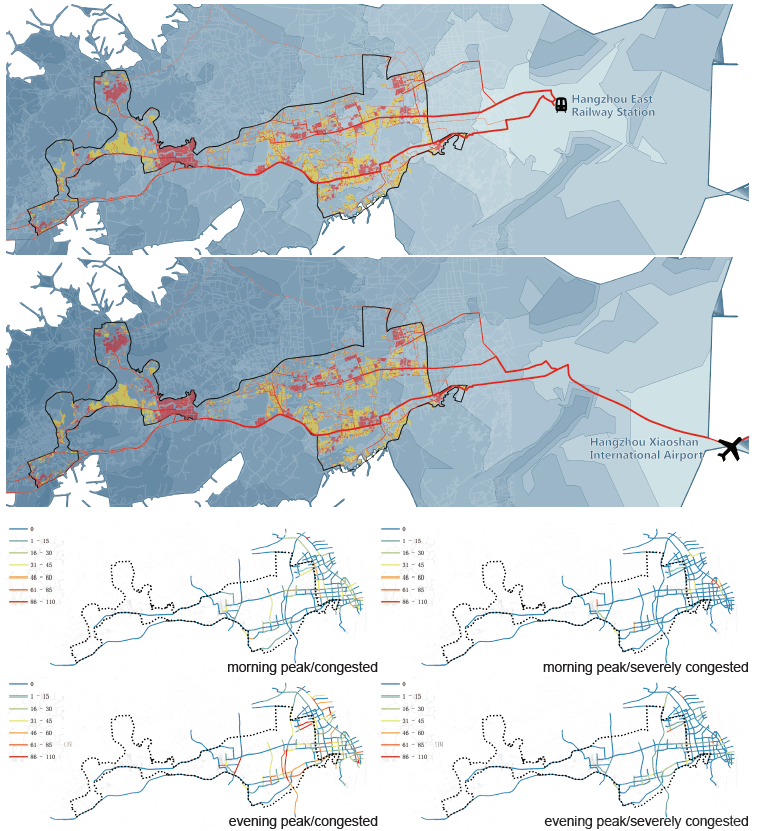 Hangzhou East
Railway Station
Hangzhou Xiaoshan
International Airport
0
1 - 15
16 - 30
31 - 45
46 - 60
61 - 85
86 - 110
morning peak/congested
0
1 - 15
16 - 30
31 - 45
46 - 60
61 - 85
86 - 110
morning peak/severely congested
0
1 - 15
16 - 30
31 - 45
46 - 60
61 - 85
86 - 110
evening peak/congested
0
1 - 15
16 - 30
31 - 45
46 - 60
61 - 85
86 - 110
evening peak/severely congested